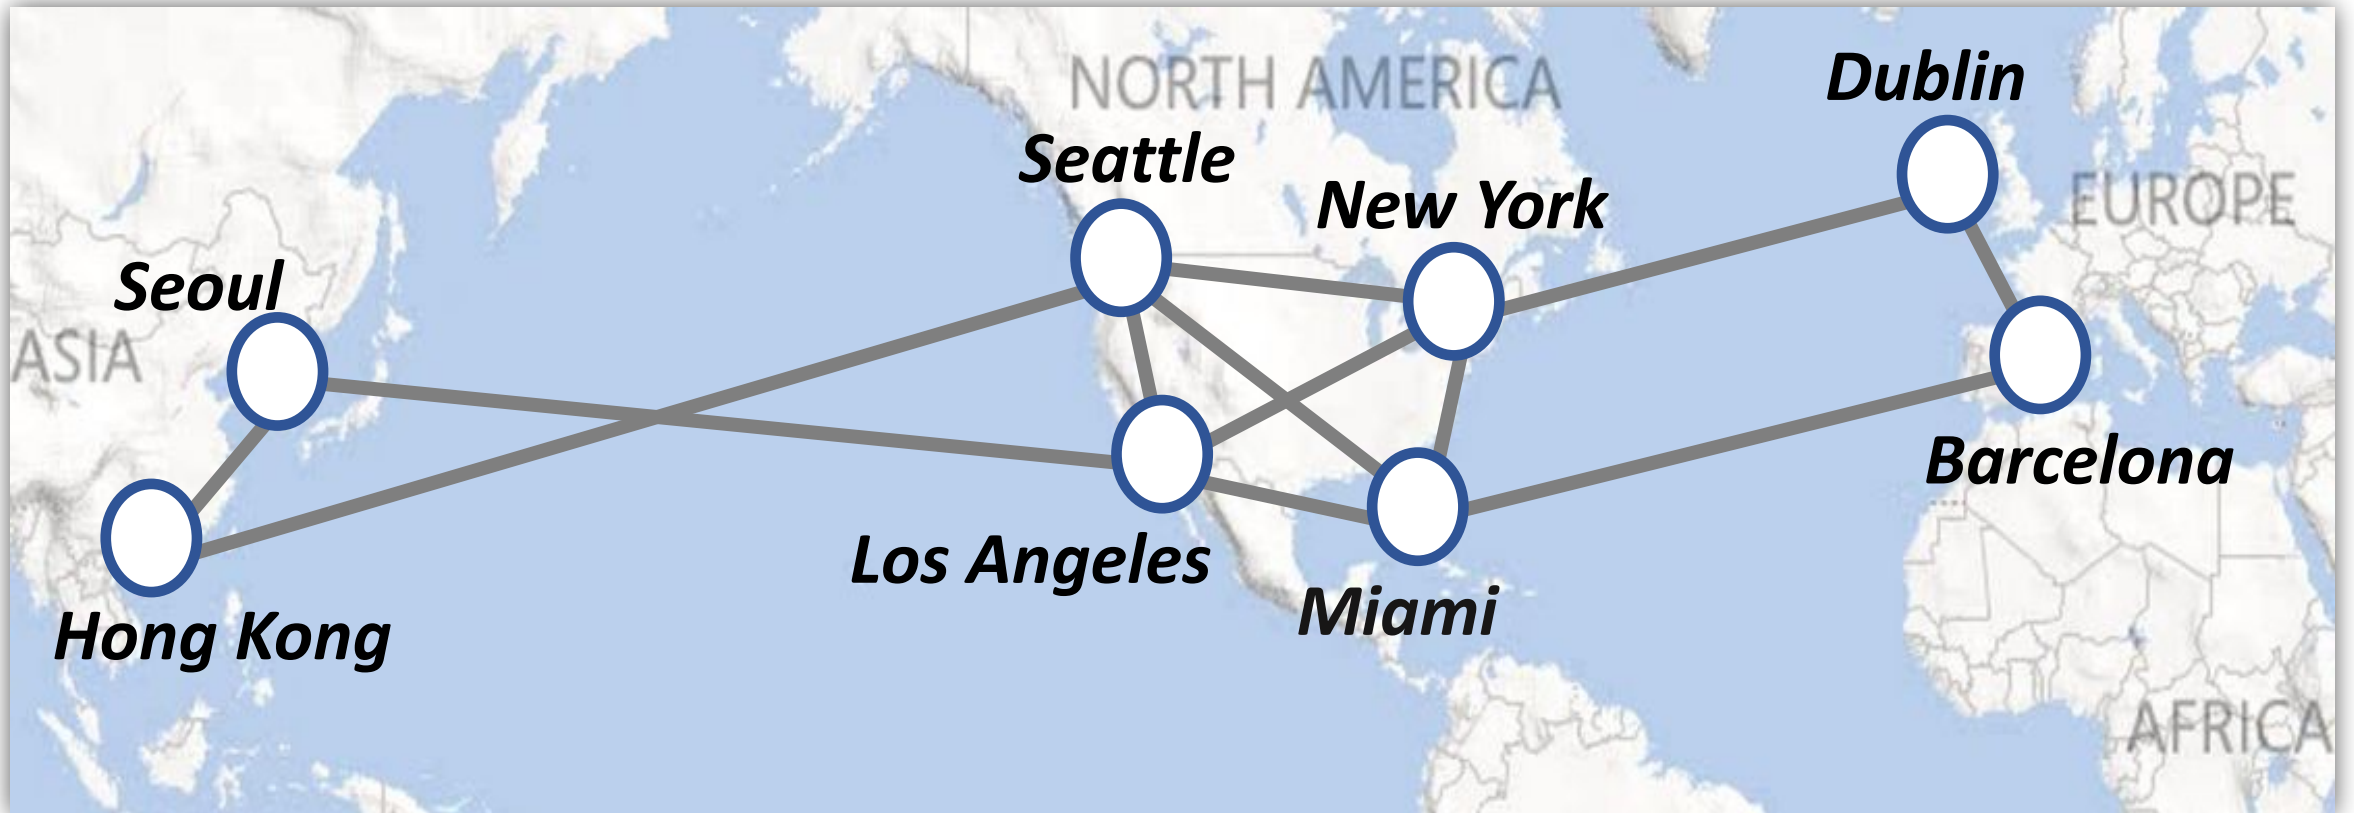 NORTH AMERICA
Dublin
Seattle
New York
EUROPE
Seoul
ASIA
Barcelona
Los Angeles
Miami
Hong Kong
AFRICA